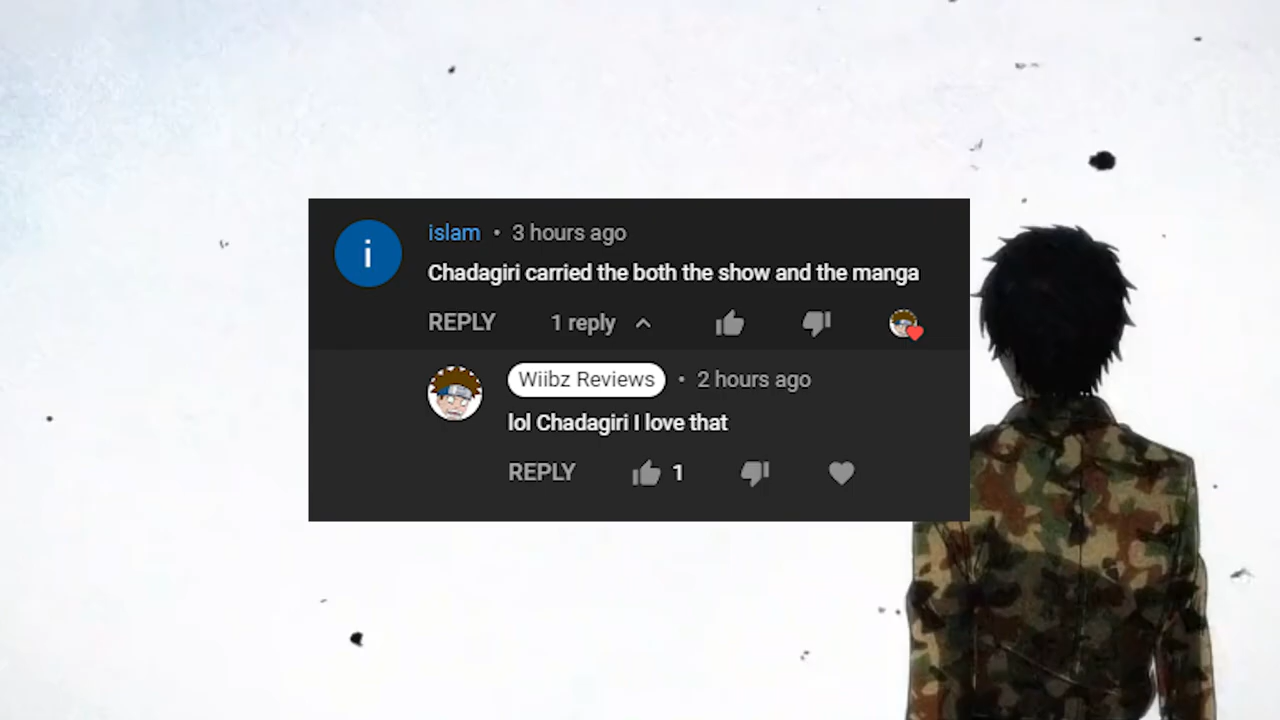 i
islam • 3 hours ago
Chadagiri carried the both the show and the manga
REPLY 1 reply
Wiibz Reviews • 2 hours ago
lol Chadagiri I love that
REPLY 1